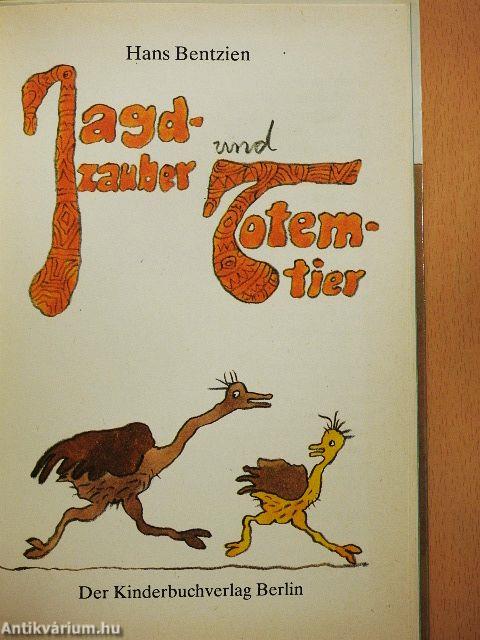 Hans Bentzien
Jagd-
zauber
und
Totem-
tier
Der Kinderbuchverlag Berlin
Antikvárium.hu